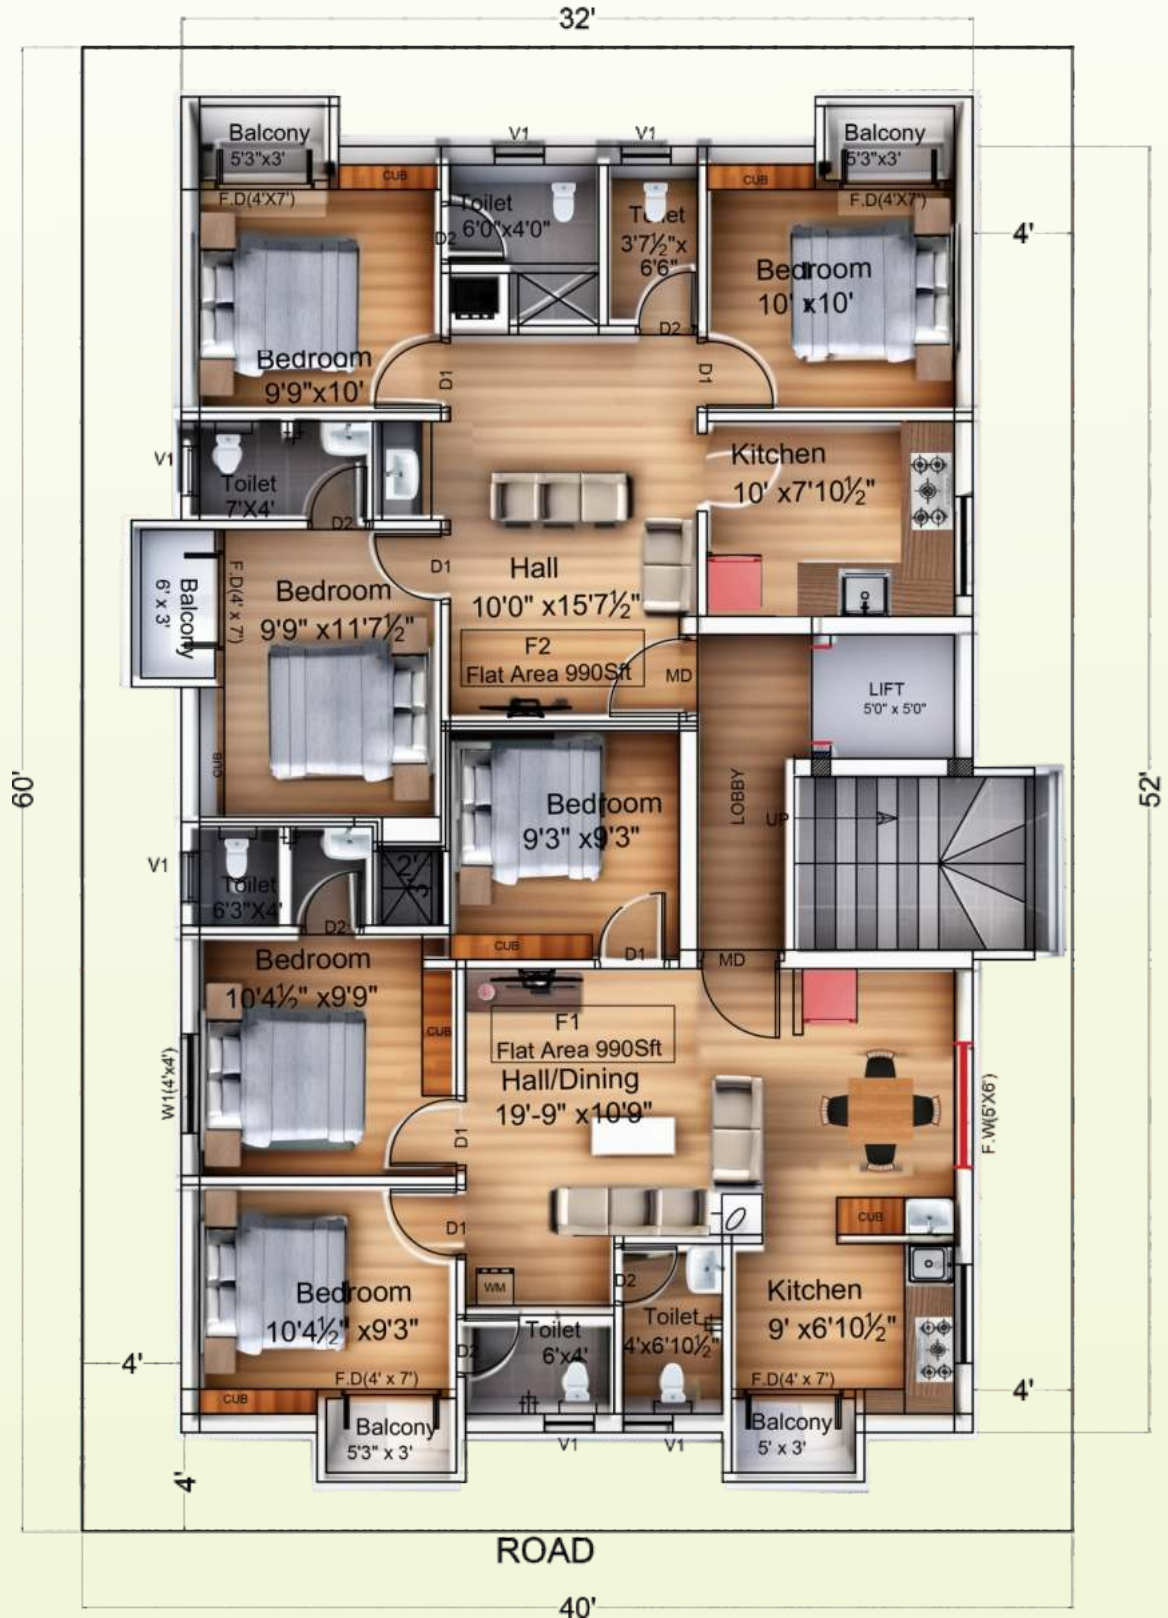 32'
Balcony
5'3"x3'
V1
V1
Balcony
5'3"x3'
CUB
CUB
F.D(4'X7')
F.D(4'X7')
Toilet
6'0"x4'0"
D2
Toilet
3'7½"x
6'6"
D2
4'
Bedroom
10' x10'
Bedroom
9'9"x10'
D1
D1
V1
Toilet
7'X4'
D2
Kitchen
10' x7'10½"
Balcony
6' x 3'
F.D(4' x 7')
Bedroom
9'9" x11'7½"
D1
Hall
10'0" x15'7½"
F2
Flat Area 990Sft
MD
LIFT
5'0" x 5'0"
CUB
60'
52'
LOBBY
UP
Bedroom
9'3" x9'3"
CUB
D1
MD
V1
Toilet
6'3"X4'
D2
2'
3'
Bedroom
10'4½" x9'9"
CUB
W1(4'x4')
D1
F1
Flat Area 990Sft
Hall/Dining
19'-9" x10'9"
F.W(5'X6')
CUB
D1
WM
Bedroom
10'4½" x9'3"
F.D(4' x 7')
CUB
D2
Toilet
6'x4'
D2
Toilet
4'x6'10½"
Kitchen
9' x6'10½"
F.D(4' x 7')
4'
4'
Balcony
5'3" x 3'
V1
V1
Balcony
5' x 3'
4'
ROAD
40'